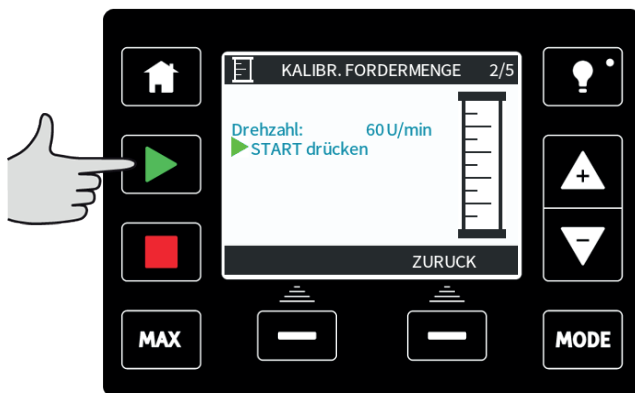 KALIBR. FORDERMENGE 2/5
Drehzahl: 60 U/min
START drücken
ZURUCK
+
−
MAX
MODE